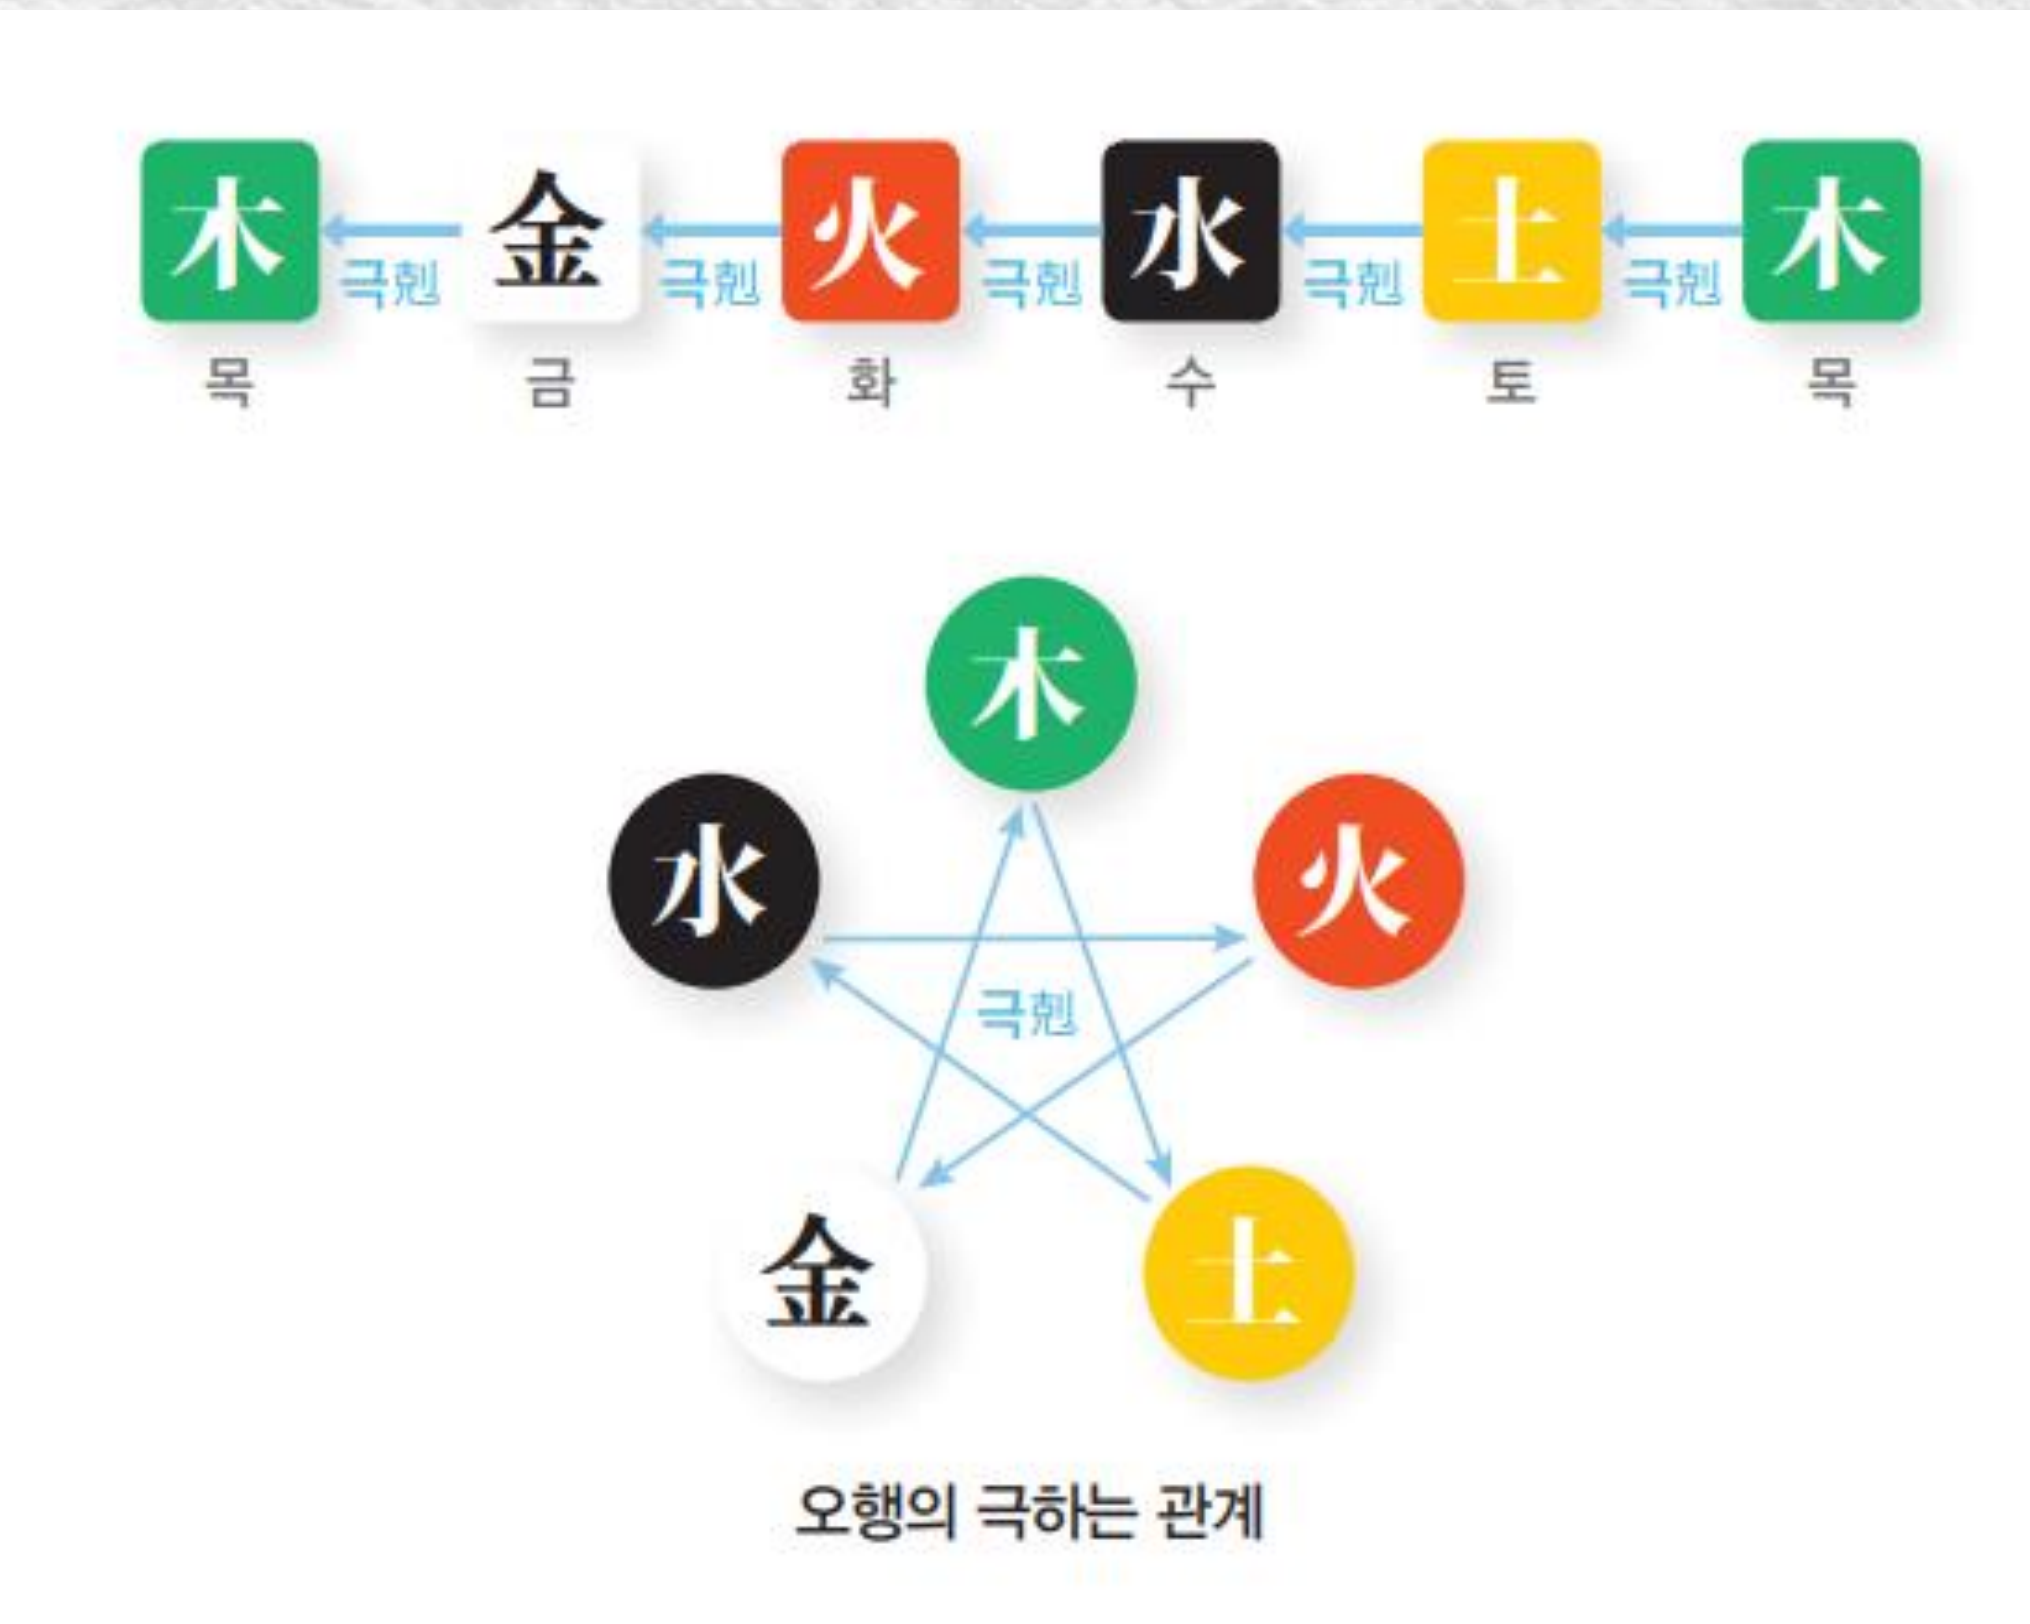 木 金 火 水 土 木
극剋 극剋 극剋 극剋 극剋
목 금 화 수 토 목
木
水 火
극剋
金 土
오행의 극하는 관계